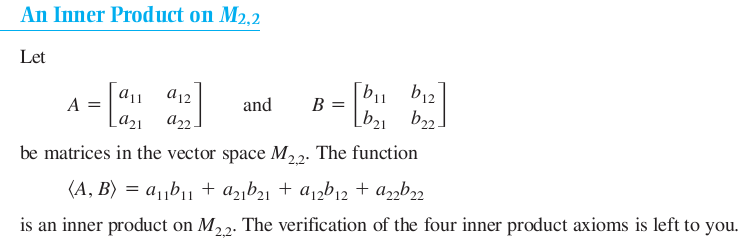 An Inner Product on M₂,₂
Let
A = [a₁₁ a₁₂; a₂₁ a₂₂] and B = [b₁₁ b₁₂; b₂₁ b₂₂]
be matrices in the vector space M₂,₂. The function
⟨A, B⟩ = a₁₁b₁₁ + a₂₁b₂₁ + a₁₂b₁₂ + a₂₂b₂₂
is an inner product on M₂,₂. The verification of the four inner product axioms is left to you.